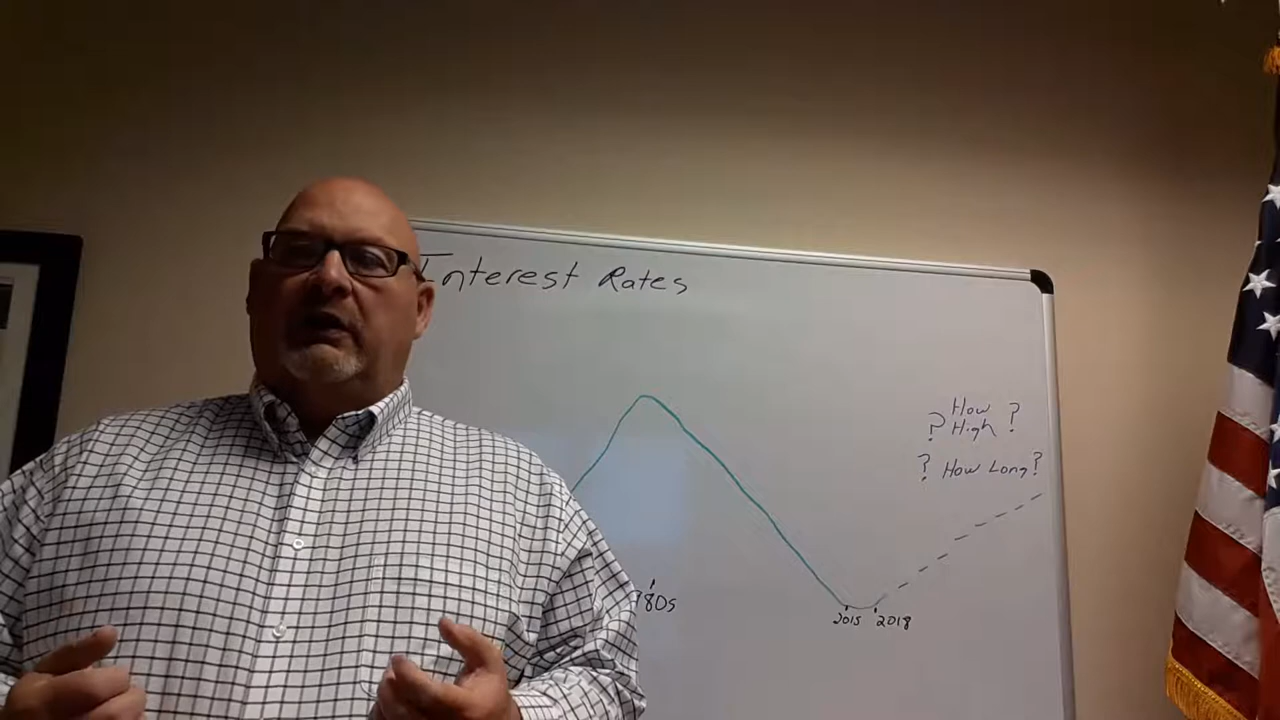 Interest Rates
? How ?
High
? How Long?
'80s
2015 2018